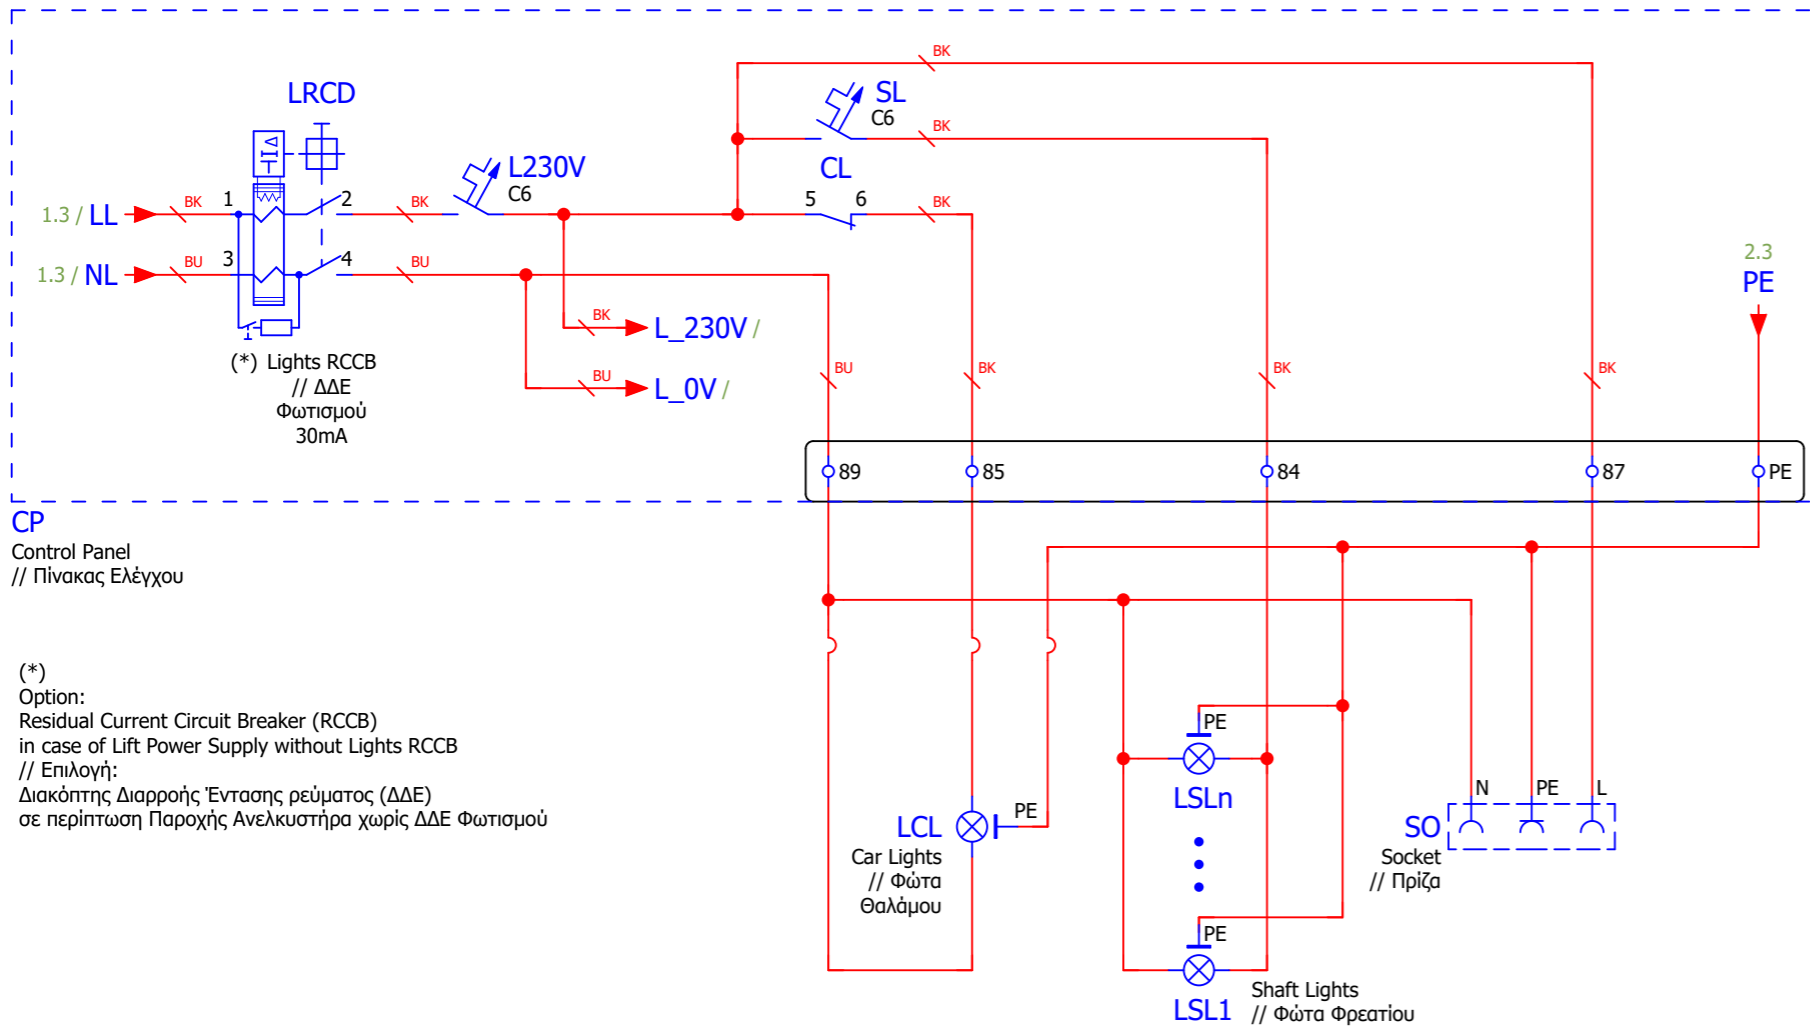 BK
LRCD
SL
C6
BK
L230V
C6
CL
1.3 / LL
BK
1
2
BK
5
6
BK
1.3 / NL
BU
3
4
BU
2.3
PE
BK
L_230V /
(*) Lights RCCB
// ΔΔΕ
Φωτισμού
30mA
BU
L_0V /
BU
BK
BK
BK
89
85
84
87
PE
CP
Control Panel
// Πίνακας Ελέγχου
(*)
Option:
Residual Current Circuit Breaker (RCCB)
in case of Lift Power Supply without Lights RCCB
// Επιλογή:
Διακόπτης Διαρροής Έντασης ρεύματος (ΔΔΕ)
σε περίπτωση Παροχής Ανελκυστήρα χωρίς ΔΔΕ Φωτισμού
PE
LSLn
N
PE
L
LCL
PE
Car Lights
// Φώτα
Θαλάμου
SO
Socket
// Πρίζα
PE
LSL1
Shaft Lights
// Φώτα Φρεατίου